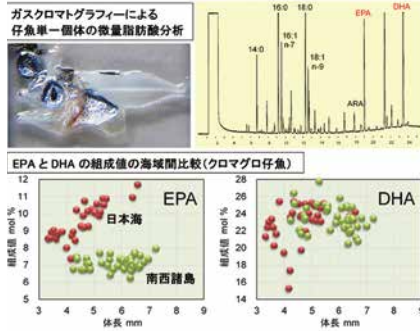 ガスクロマトグラフィーによる
仔魚単一個体の微量脂肪酸分析
14:0
16:0
16:1
n-7
18:0
18:1
n-9
ARA
EPA
DHA
EPAとDHAの組成値の海域間比較(クロマグロ仔魚)
組成値 mol %
12
11
10
9
8
7
6
5
EPA
日本海
南西諸島
3 4 5 6 7 8 9
体長 mm
組成値 mol %
28
26
24
22
20
18
16
14
DHA
3 4 5 6 7 8 9
体長 mm